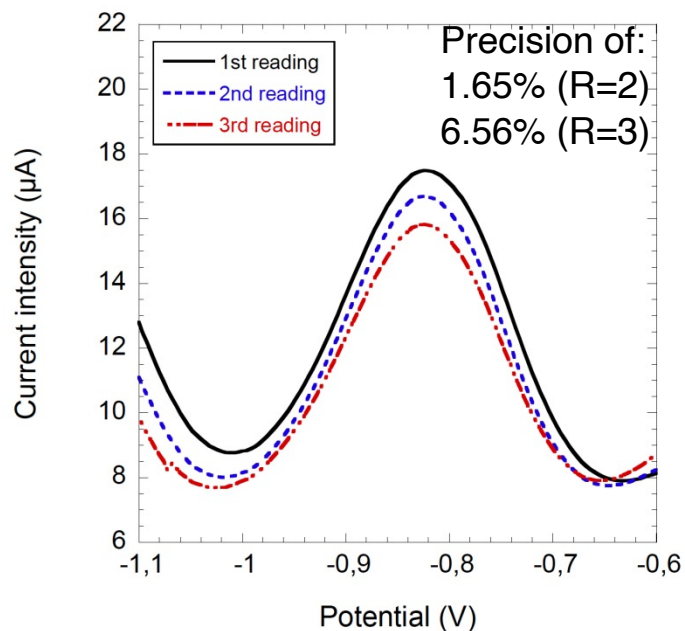 Precision of:
1.65% (R=2)
6.56% (R=3)
1st reading
2nd reading
3rd reading
Current intensity (µA)
22
20
18
16
14
12
10
8
6
-1,1
-1
-0,9
-0,8
-0,7
-0,6
Potential (V)